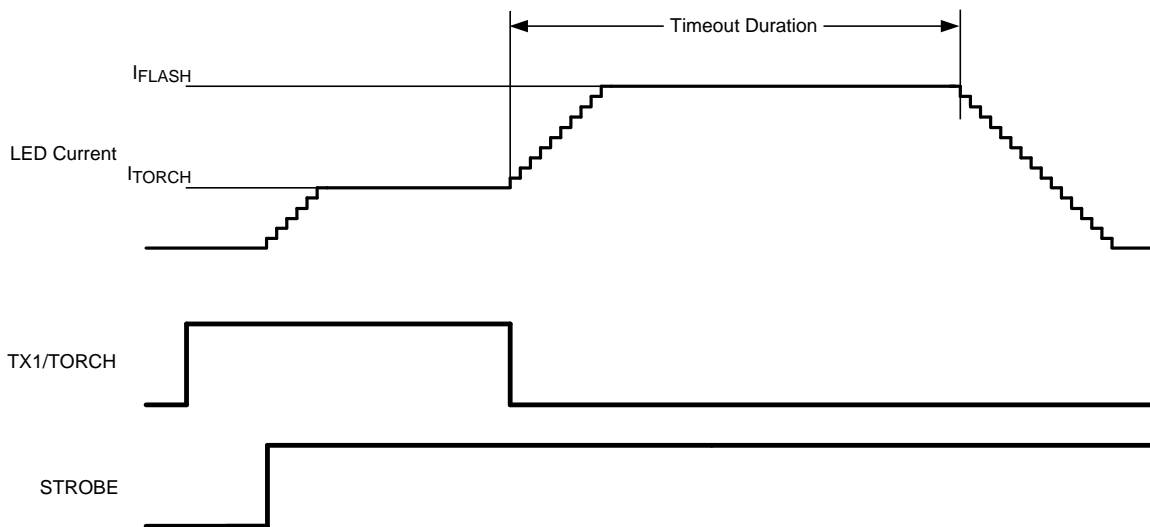 Timeout Duration
IFLASH
LED Current
ITORCH
TX1/TORCH
STROBE